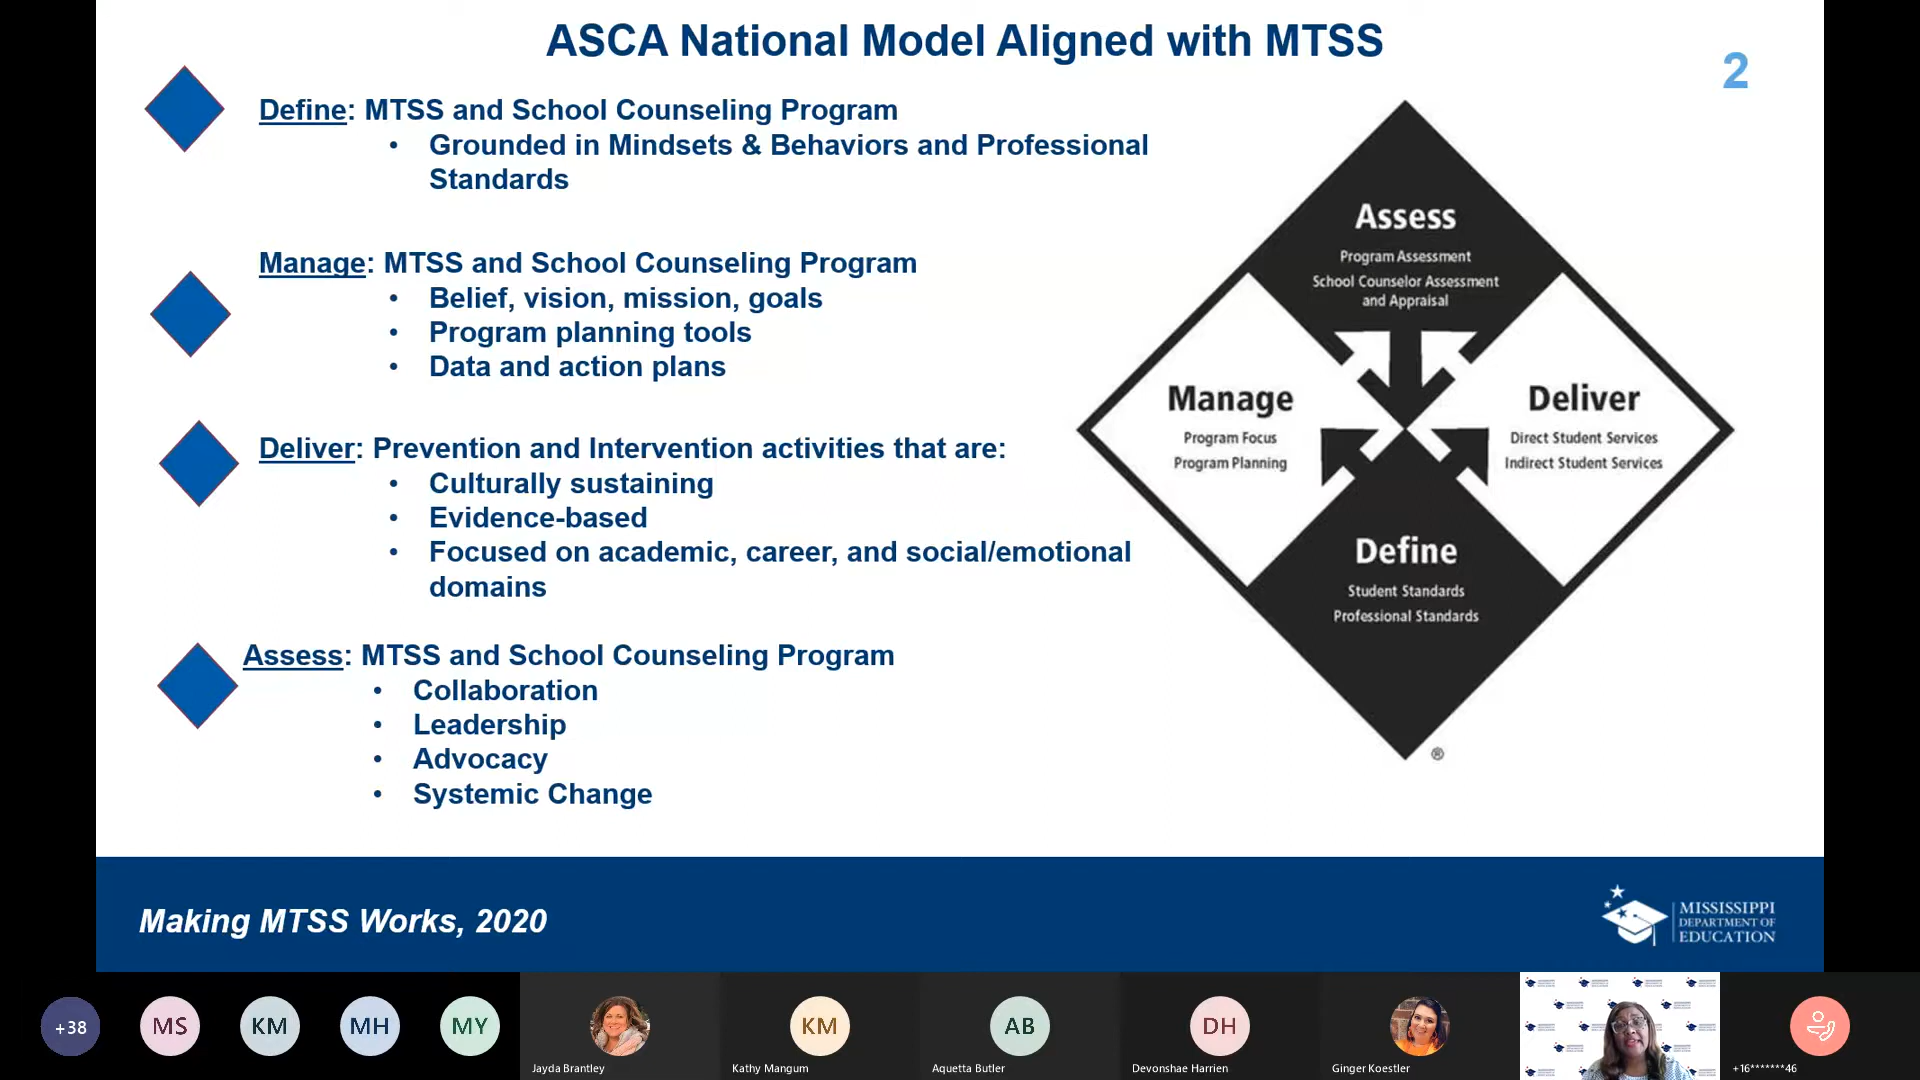 ASCA National Model Aligned with MTSS
2
Define: MTSS and School Counseling Program
• Grounded in Mindsets & Behaviors and Professional
Standards
Manage: MTSS and School Counseling Program
• Belief, vision, mission, goals
• Program planning tools
• Data and action plans
Deliver: Prevention and Intervention activities that are:
• Culturally sustaining
• Evidence-based
• Focused on academic, career, and social/emotional
domains
Assess: MTSS and School Counseling Program
• Collaboration
• Leadership
• Advocacy
• Systemic Change
Assess
Program Assessment
School Counselor Assessment
and Appraisal
Manage
Program Focus
Program Planning
Deliver
Direct Student Services
Indirect Student Services
Define
Student Standards
Professional Standards
®
Making MTSS Works, 2020
MISSISSIPPI
DEPARTMENT OF
EDUCATION
+38
MS
KM
MH
MY
KM
AB
DH
Jayda Brantley
Kathy Mangum
Aquetta Butler
Devonshae Harrien
Ginger Koestler
+16*******46